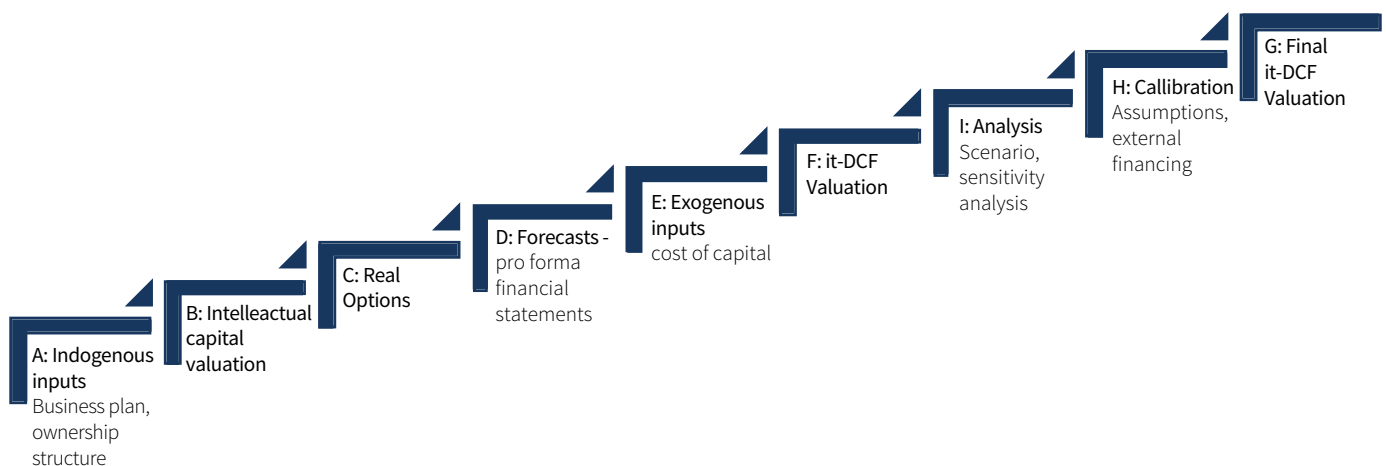 A: Indogenous
inputs
Business plan,
ownership
structure
B: Intelleactual
capital
valuation
C: Real
Options
D: Forecasts -
pro forma
financial
statements
E: Exogenous
inputs
cost of capital
F: it-DCF
Valuation
I: Analysis
Scenario,
sensitivity
analysis
H: Callibration
Assumptions,
external
financing
G: Final
it-DCF
Valuation